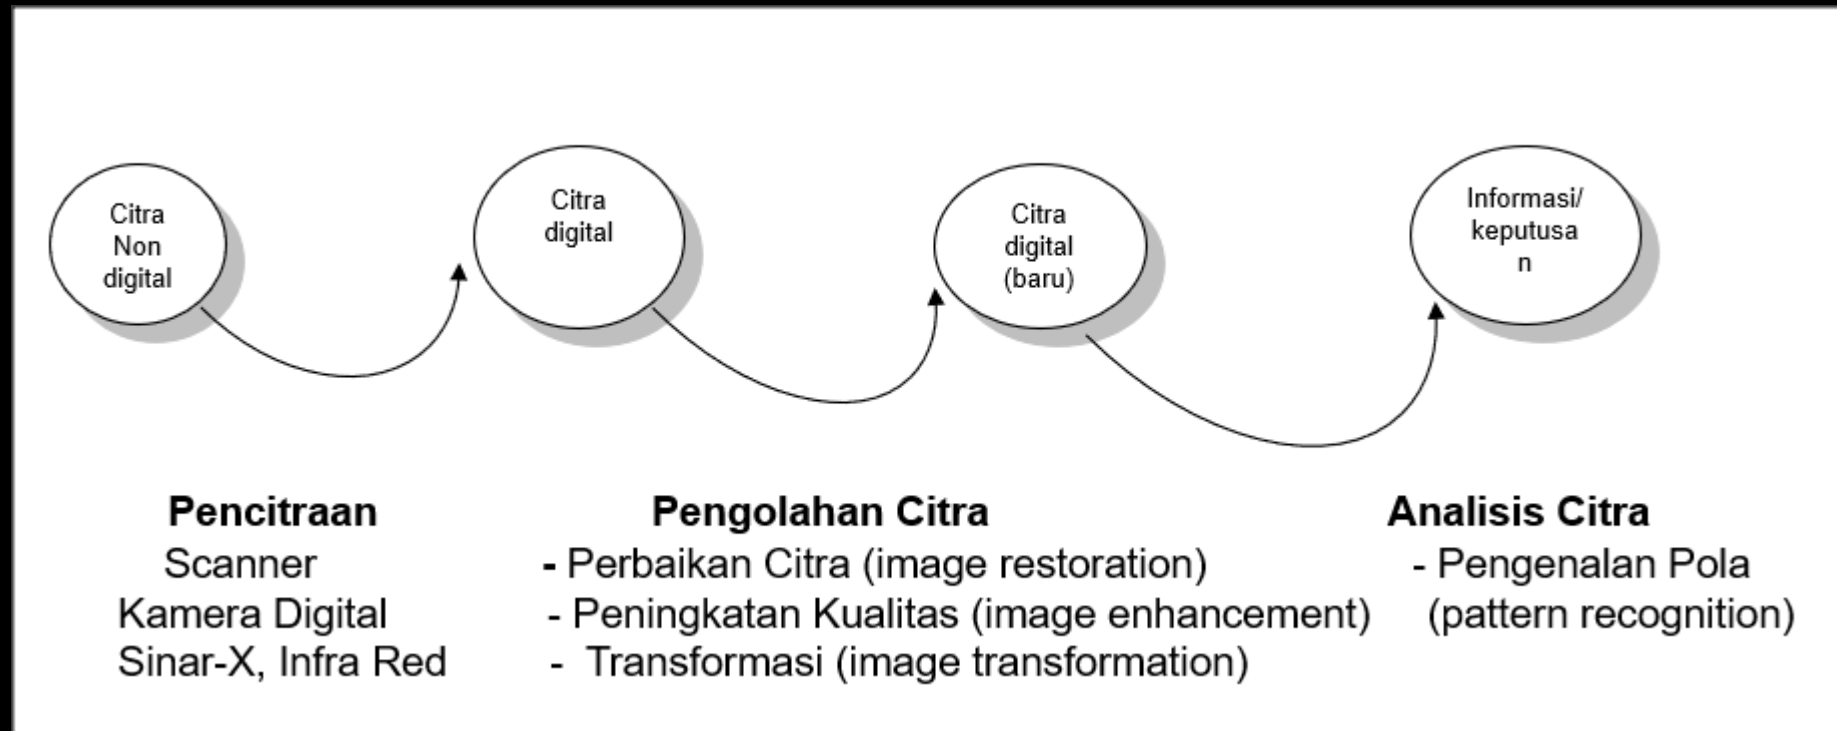 Citra
Non
digital
Citra
digital
Citra
digital
(baru)
Informasi/
keputusa
n
Pencitraan
Scanner
Kamera Digital
Sinar-X, Infra Red
Pengolahan Citra
- Perbaikan Citra (image restoration)
- Peningkatan Kualitas (image enhancement)
- Transformasi (image transformation)
Analisis Citra
- Pengenalan Pola
(pattern recognition)